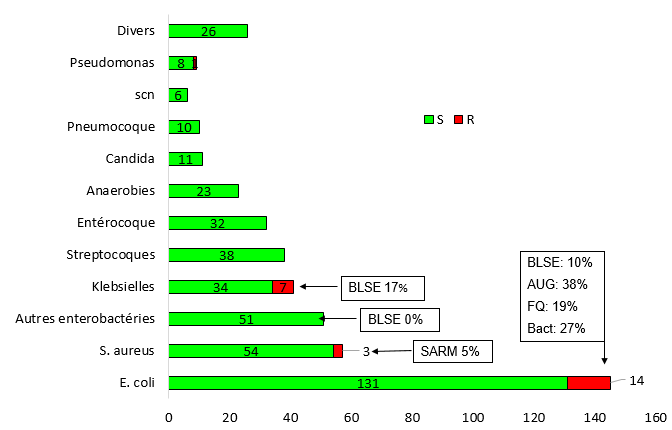 Divers 26
Pseudomonas 8 1
scn 6
Pneumocoque 10
S R
Candida 11
Anaerobies 23
Entérocoque 32
Streptocoques 38
BLSE: 10%
AUG: 38%
FQ: 19%
Bact: 27%
Klebsielles 34 7 BLSE 17%
Autres enterobactéries 51 BLSE 0%
S. aureus 54 3 SARM 5%
E. coli 131 14
0 20 40 60 80 100 120 140 160